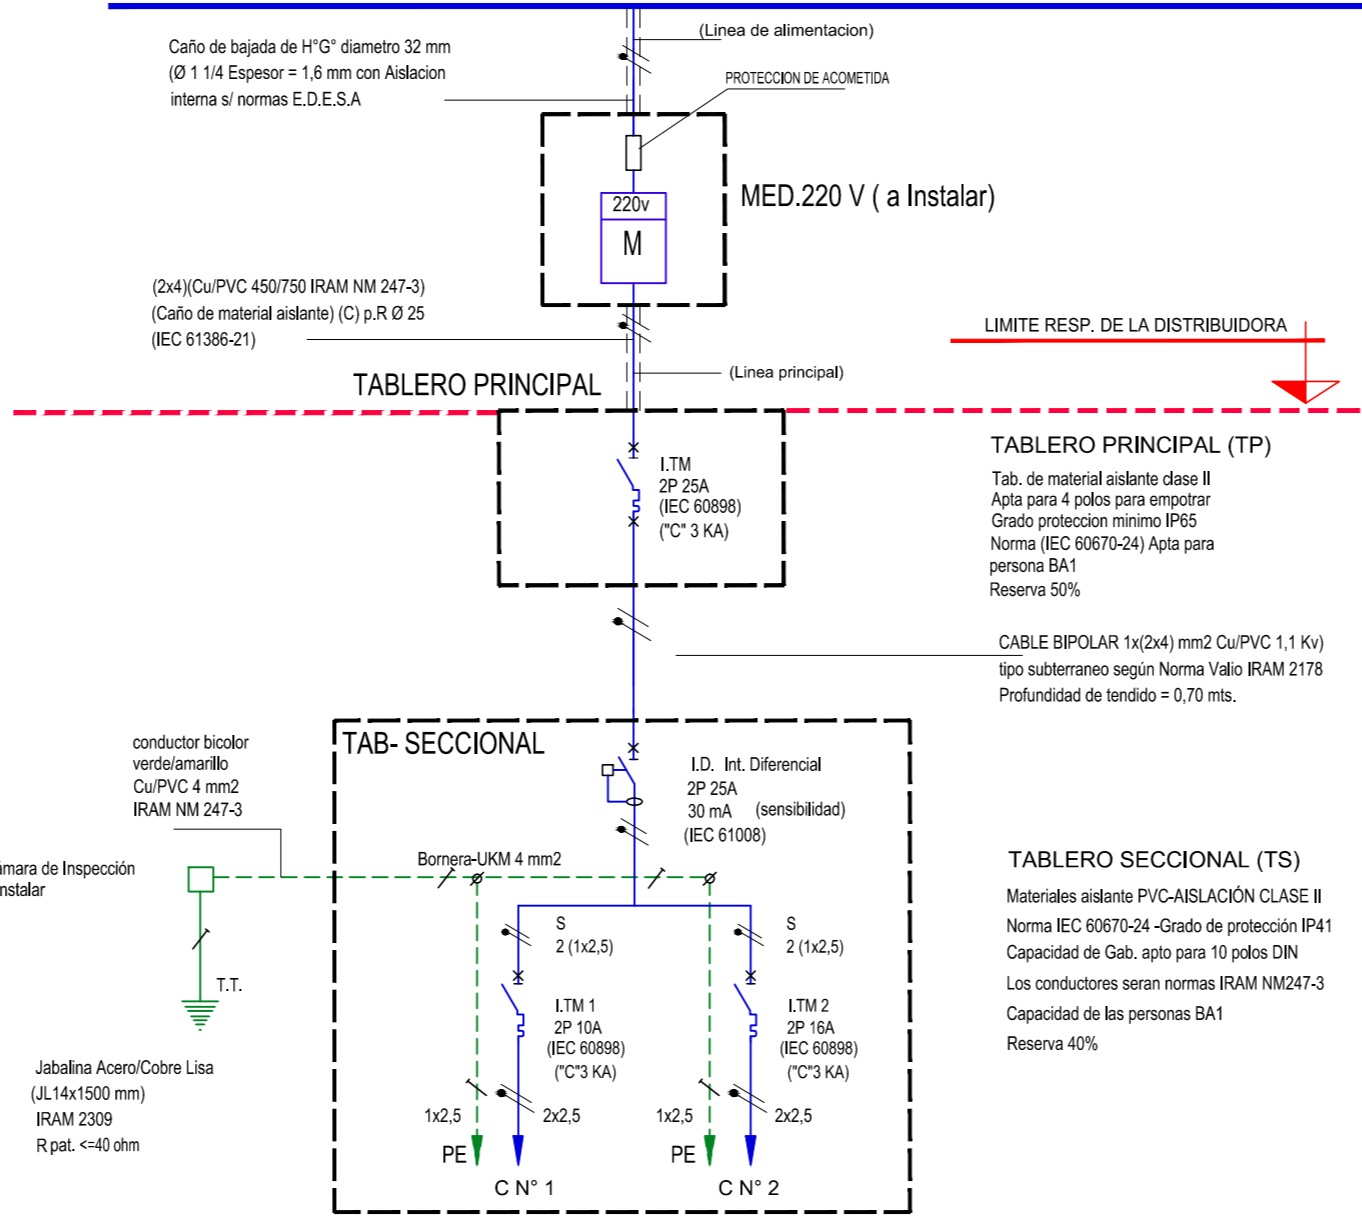 (Linea de alimentacion)
Caño de bajada de H°G° diametro 32 mm
(Ø 1 1/4 Espesor = 1,6 mm con Aislacion
interna s/ normas E.D.E.S.A
PROTECCION DE ACOMETIDA
220v
M
MED.220 V ( a Instalar)
(2x4)(Cu/PVC 450/750 IRAM NM 247-3)
(Caño de material aislante) (C) p.R Ø 25
(IEC 61386-21)
LIMITE RESP. DE LA DISTRIBUIDORA
(Linea principal)
TABLERO PRINCIPAL
I.TM
2P 25A
(IEC 60898)
("C" 3 KA)
TABLERO PRINCIPAL (TP)
Tab. de material aislante clase II
Apta para 4 polos para empotrar
Grado proteccion minimo IP65
Norma (IEC 60670-24) Apta para
persona BA1
Reserva 50%
CABLE BIPOLAR 1x(2x4) mm2 Cu/PVC 1,1 Kv)
tipo subterraneo según Norma Valio IRAM 2178
Profundidad de tendido = 0,70 mts.
TAB- SECCIONAL
conductor bicolor
verde/amarillo
Cu/PVC 4 mm2
IRAM NM 247-3
I.D. Int. Diferencial
2P 25A
30 mA (sensibilidad)
(IEC 61008)
Bornera-UKM 4 mm2
ámara de Inspección
nstalar
T.T.
Jabalina Acero/Cobre Lisa
(JL14x1500 mm)
IRAM 2309
R pat. <=40 ohm
S
2 (1x2,5)
S
2 (1x2,5)
I.TM 1
2P 10A
(IEC 60898)
("C"3 KA)
I.TM 2
2P 16A
(IEC 60898)
("C"3 KA)
1x2,5
2x2,5
1x2,5
2x2,5
PE
PE
C N° 1
C N° 2
TABLERO SECCIONAL (TS)
Materiales aislante PVC-AISLACIÓN CLASE II
Norma IEC 60670-24 -Grado de protección IP41
Capacidad de Gab. apto para 10 polos DIN
Los conductores seran normas IRAM NM247-3
Capacidad de las personas BA1
Reserva 40%